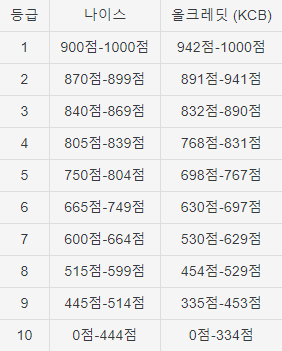 등급 나이스 올크레딧 (KCB)
1 900점-1000점 942점-1000점
2 870점-899점 891점-941점
3 840점-869점 832점-890점
4 805점-839점 768점-831점
5 750점-804점 698점-767점
6 665점-749점 630점-697점
7 600점-664점 530점-629점
8 515점-599점 454점-529점
9 445점-514점 335점-453점
10 0점-444점 0점-334점